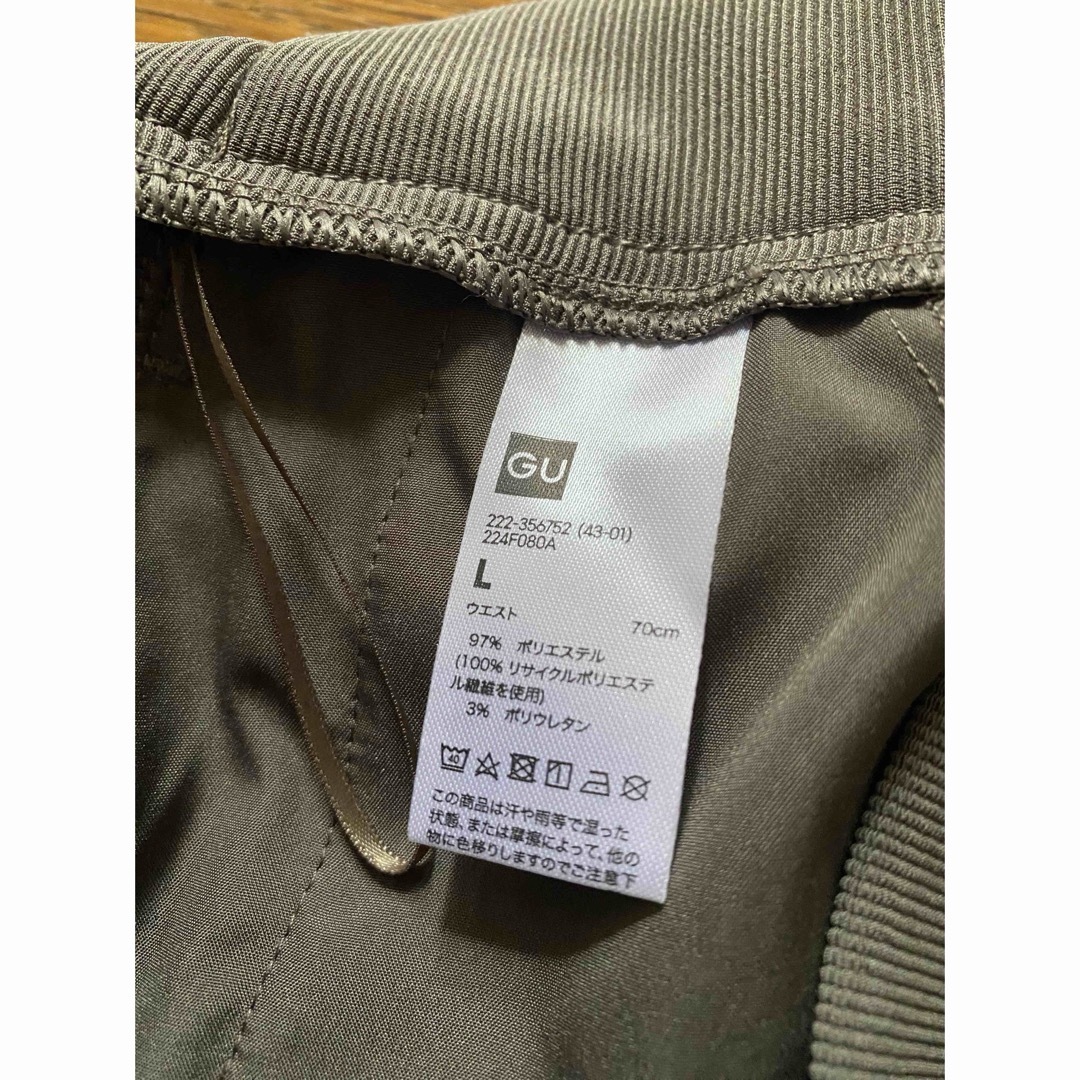 GU
222-356752 (43-01)
224F080A
L
ウエスト 70cm
97% ポリエステル
(100% リサイクルポリエステ
ル繊維を使用)
3% ポリウレタン
40
この商品は汗や雨等で湿った
状態、または摩擦によって、他の
物に色移りしますのでご注意下